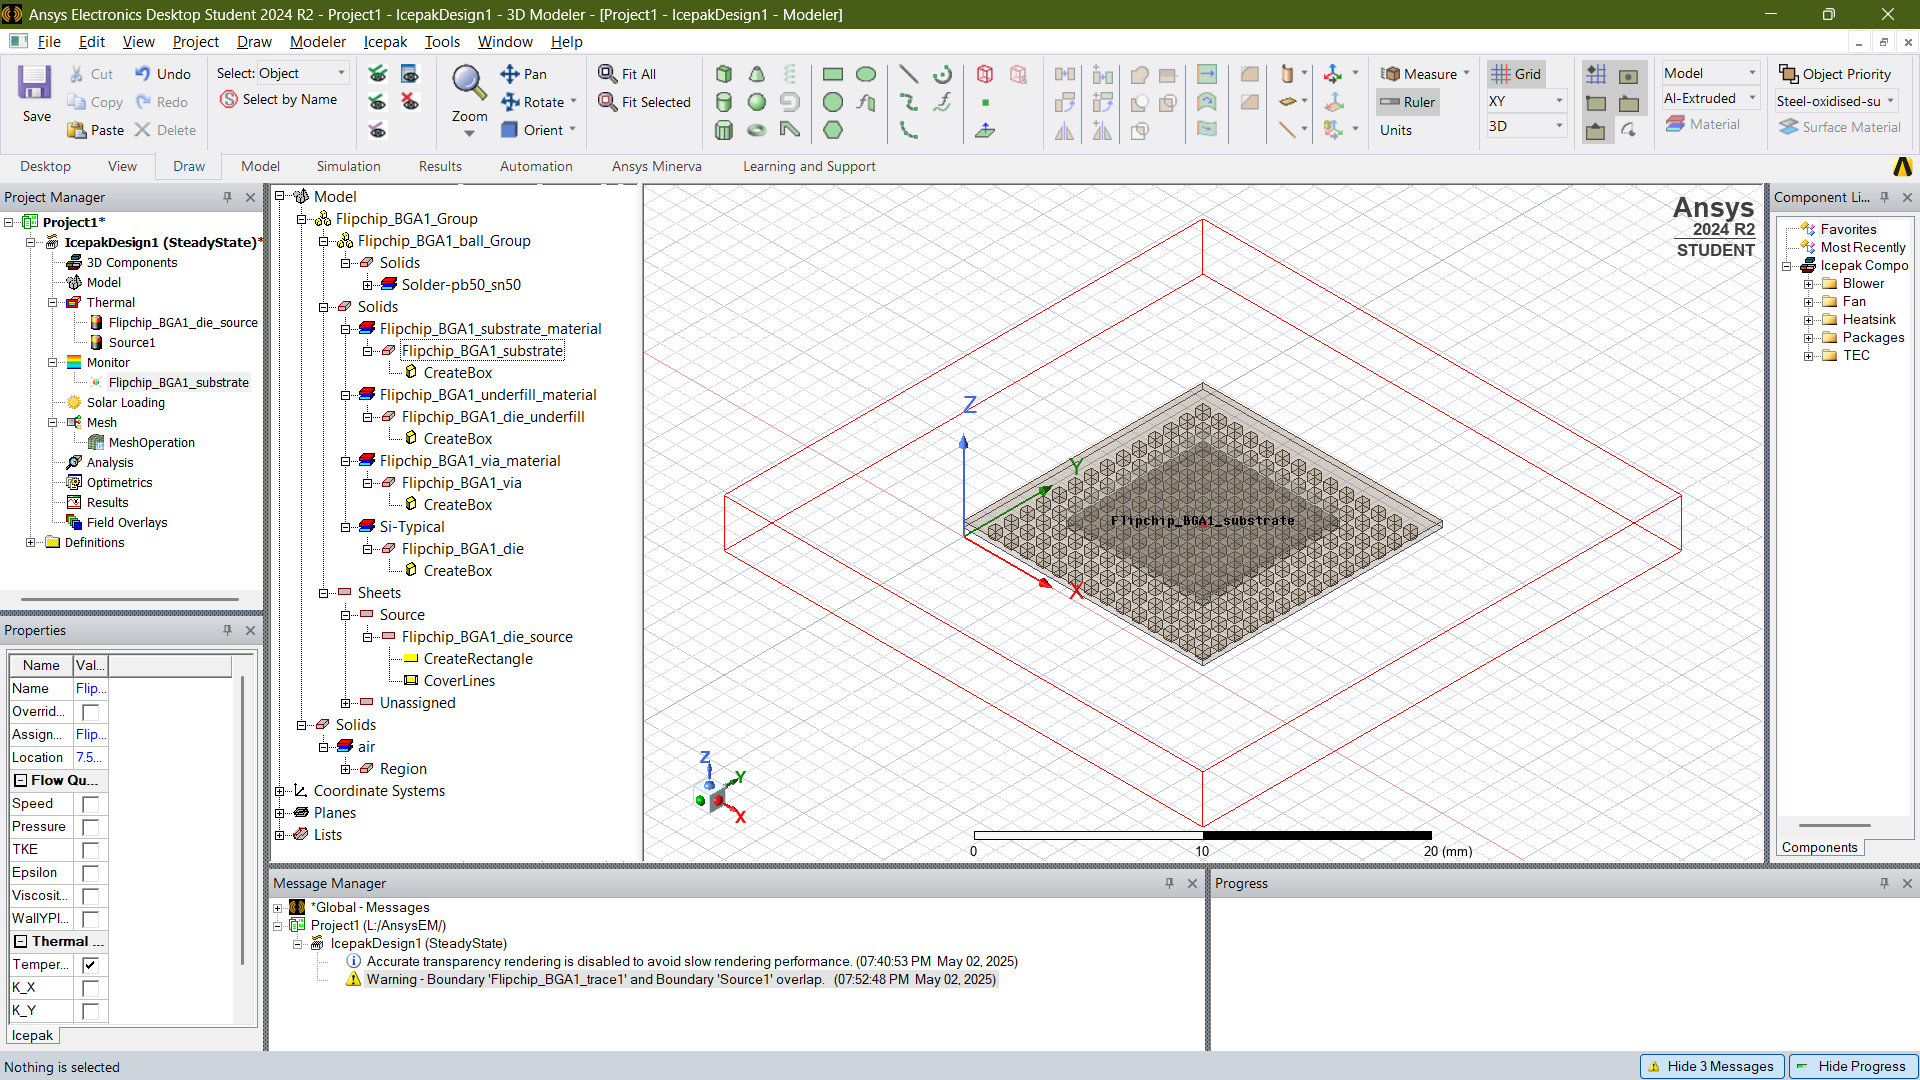 Ansys Electronics Desktop Student 2024 R2 - Project1 - IcepakDesign1 - 3D Modeler - [Project1 - IcepakDesign1 - Modeler]
File Edit View Project Draw Modeler Icepak Tools Window Help
Save
Cut
Copy
Paste
Undo
Redo
Delete
Select: Object
Select by Name
Zoom
Pan
Rotate
Orient
Fit All
Fit Selected
Measure
Ruler
Units
Grid
XY
3D
Model
Al-Extruded
Material
Object Priority
Steel-oxidised-su
Surface Material
Desktop View Draw Model Simulation Results Automation Ansys Minerva Learning and Support
Project Manager
Project1*
IcepakDesign1 (SteadyState)*
3D Components
Model
Thermal
Flipchip_BGA1_die_source
Source1
Monitor
Flipchip_BGA1_substrate
Solar Loading
Mesh
MeshOperation
Analysis
Optimetrics
Results
Field Overlays
Definitions
Properties
Name Val...
Name Flip...
Overrid...
Assign... Flip...
Location 7.5...
Flow Qu...
Speed
Pressure
TKE
Epsilon
Viscosit...
WallYPl...
Thermal ...
Temper...
K_X
K_Y
Icepak
Model
Flipchip_BGA1_Group
Flipchip_BGA1_ball_Group
Solids
Solder-pb50_sn50
Solids
Flipchip_BGA1_substrate_material
Flipchip_BGA1_substrate
CreateBox
Flipchip_BGA1_underfill_material
Flipchip_BGA1_die_underfill
CreateBox
Flipchip_BGA1_via_material
Flipchip_BGA1_via
CreateBox
Si-Typical
Flipchip_BGA1_die
CreateBox
Sheets
Source
Flipchip_BGA1_die_source
CreateRectangle
CoverLines
Unassigned
Solids
air
Region
Coordinate Systems
Planes
Lists
Ansys
2024 R2
STUDENT
Z
Y
Flipchip_BGA1_substrate
X
Z
Y
X
0 10 20 (mm)
Component Li...
Favorites
Most Recently
Icepak Compo
Blower
Fan
Heatsink
Packages
TEC
Components
Message Manager
*Global - Messages
Project1 (L:/AnsysEM/)
IcepakDesign1 (SteadyState)
Accurate transparency rendering is disabled to avoid slow rendering performance. (07:40:53 PM May 02, 2025)
Warning - Boundary 'Flipchip_BGA1_trace1' and Boundary 'Source1' overlap. (07:52:48 PM May 02, 2025)
Progress
Nothing is selected
Hide 3 Messages
Hide Progress